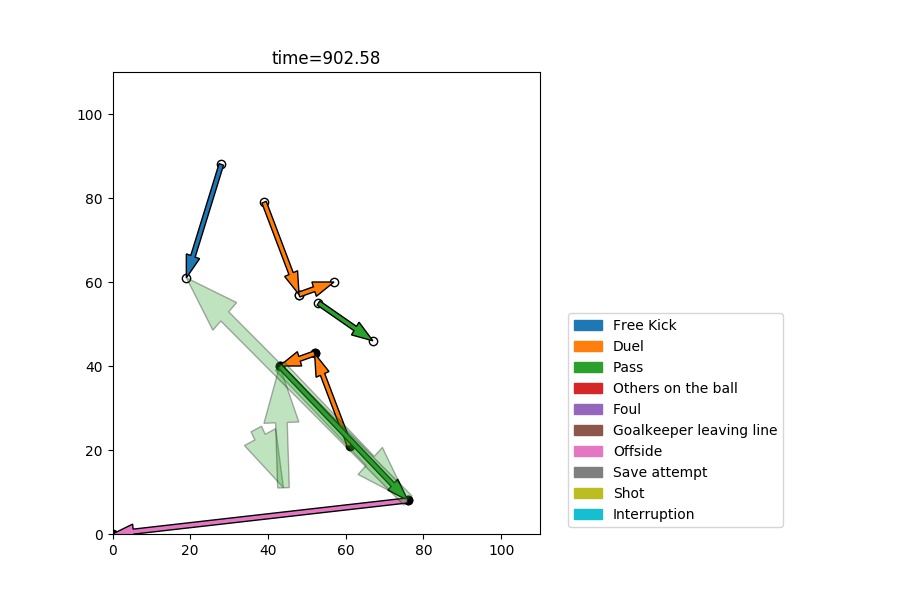 time=902.58
100
80
60
40
20
0
0 20 40 60 80 100
Free Kick
Duel
Pass
Others on the ball
Foul
Goalkeeper leaving line
Offside
Save attempt
Shot
Interruption